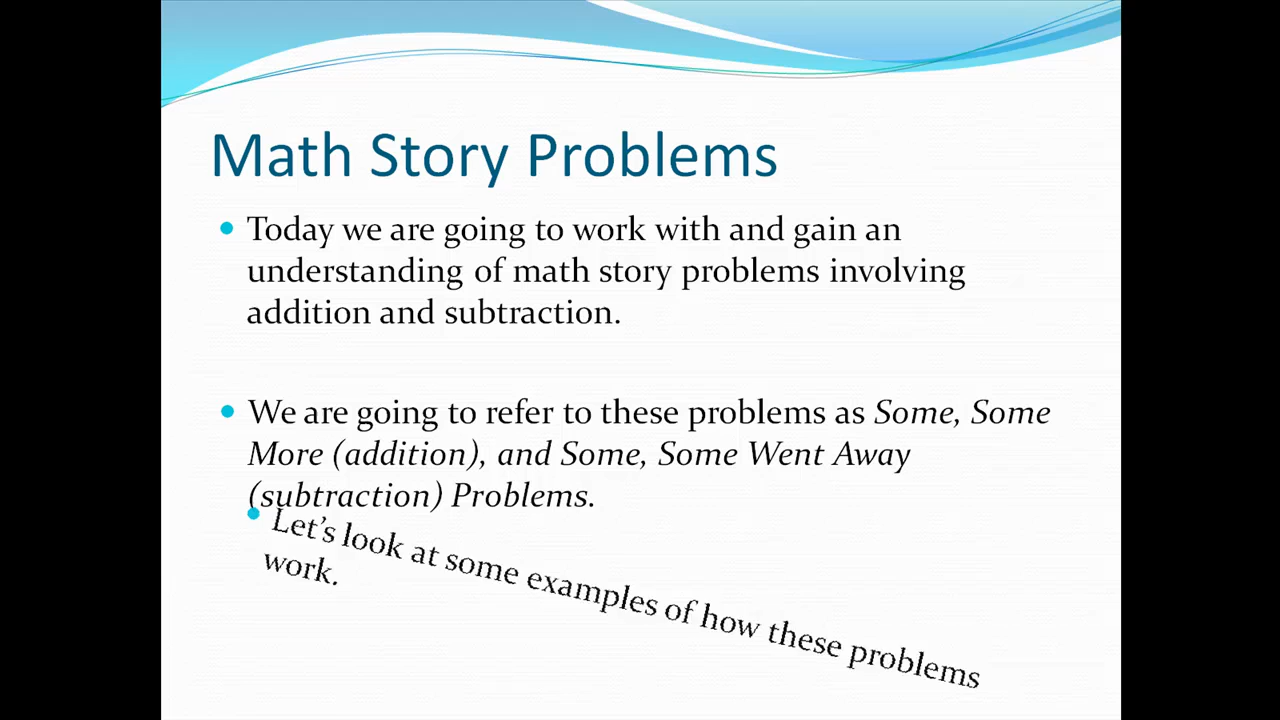 Math Story Problems
Today we are going to work with and gain an
understanding of math story problems involving
addition and subtraction.
We are going to refer to these problems as Some, Some
More (addition), and Some, Some Went Away
(subtraction) Problems.
Let's look at some examples of how these problems
work.